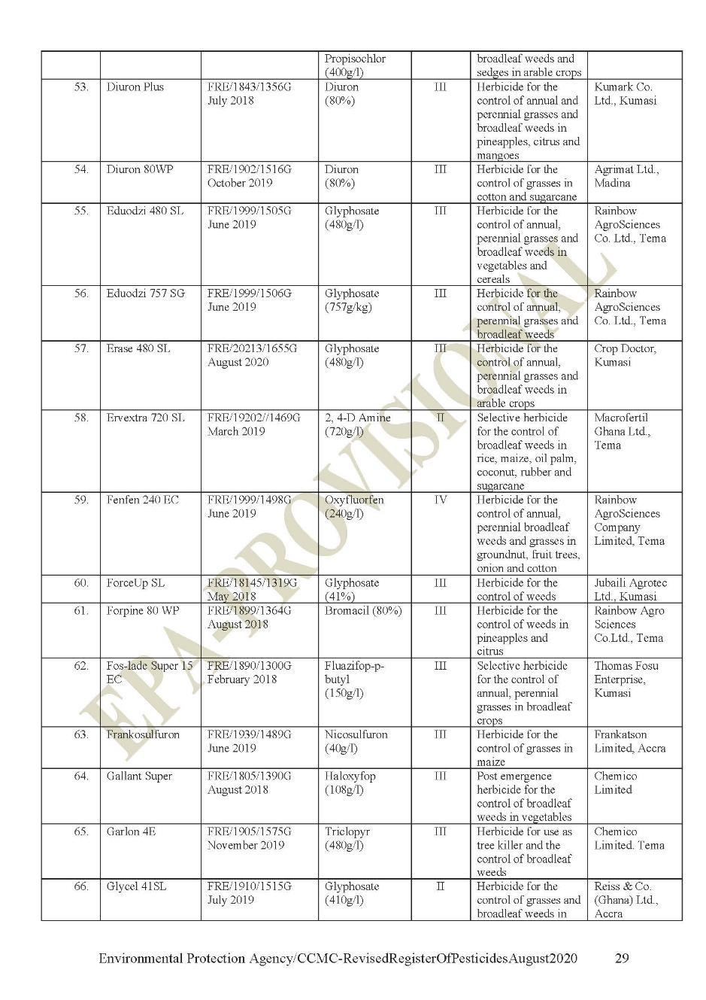 Propisochlor
(400g/l)
broadleaf weeds and
sedges in arable crops
53.
Diuron Plus
FRE/1843/1356G
July 2018
Diuron
(80%)
III
Herbicide for the
control of annual and
perennial grasses and
broadleaf weeds in
pineapples, citrus and
mangoes
Kumark Co.
Ltd., Kumasi
54.
Diuron 80WP
FRE/1902/1516G
October 2019
Diuron
(80%)
III
Herbicide for the
control of grasses in
cotton and sugarcane
Agrimat Ltd.,
Madina
55.
Eduodzi 480 SL
FRE/1999/1505G
June 2019
Glyphosate
(480g/l)
III
Herbicide for the
control of annual,
perennial grasses and
broadleaf weeds in
vegetables and
cereals
Rainbow
AgroSciences
Co. Ltd., Tema
56.
Eduodzi 757 SG
FRE/1999/1506G
June 2019
Glyphosate
(757g/kg)
III
Herbicide for the
control of annual,
perennial grasses and
broadleaf weeds
Rainbow
AgroSciences
Co. Ltd., Tema
57.
Erase 480 SL
FRE/20213/1655G
August 2020
Glyphosate
(480g/l)
III
Herbicide for the
control of annual,
perennial grasses and
broadleaf weeds in
arable crops
Crop Doctor,
Kumasi
58.
Ervextra 720 SL
FRE/19202//1469G
March 2019
2, 4-D Amine
(720g/l)
II
Selective herbicide
for the control of
broadleaf weeds in
rice, maize, oil palm,
coconut, rubber and
sugarcane
Macrofertil
Ghana Ltd.,
Tema
59.
Fenfen 240 EC
FRE/1999/1498G
June 2019
Oxyfluorfen
(240g/l)
IV
Herbicide for the
control of annual,
perennial broadleaf
weeds and grasses in
groundnut, fruit trees,
onion and cotton
Rainbow
AgroSciences
Company
Limited, Tema
60.
ForceUp SL
FRE/18145/1319G
May 2018
Glyphosate
(41%)
III
Herbicide for the
control of weeds
Jubaili Agrotec
Ltd., Kumasi
61.
Forpine 80 WP
FRE/1899/1364G
August 2018
Bromacil (80%)
III
Herbicide for the
control of weeds in
pineapples and
citrus
Rainbow Agro
Sciences
Co.Ltd., Tema
62.
Fos-lade Super 15
EC
FRE/1890/1300G
February 2018
Fluazifop-p-
butyl
(150g/l)
III
Selective herbicide
for the control of
annual, perennial
grasses in broadleaf
crops
Thomas Fosu
Enterprise,
Kumasi
63.
Frankosulfuron
FRE/1939/1489G
June 2019
Nicosulfuron
(40g/l)
III
Herbicide for the
control of grasses in
maize
Frankatson
Limited, Accra
64.
Gallant Super
FRE/1805/1390G
August 2018
Haloxyfop
(108g/l)
III
Post emergence
herbicide for the
control of broadleaf
weeds in vegetables
Chemico
Limited
65.
Garlon 4E
FRE/1905/1575G
November 2019
Triclopyr
(480g/l)
III
Herbicide for use as
tree killer and the
control of broadleaf
weeds
Chemico
Limited. Tema
66.
Glycel 41SL
FRE/1910/1515G
July 2019
Glyphosate
(410g/l)
II
Herbicide for the
control of grasses and
broadleaf weeds in
Reiss & Co.
(Ghana) Ltd.,
Accra
EPA-PROVISIONAL
Environmental Protection Agency/CCMC-RevisedRegisterOfPesticidesAugust2020 29